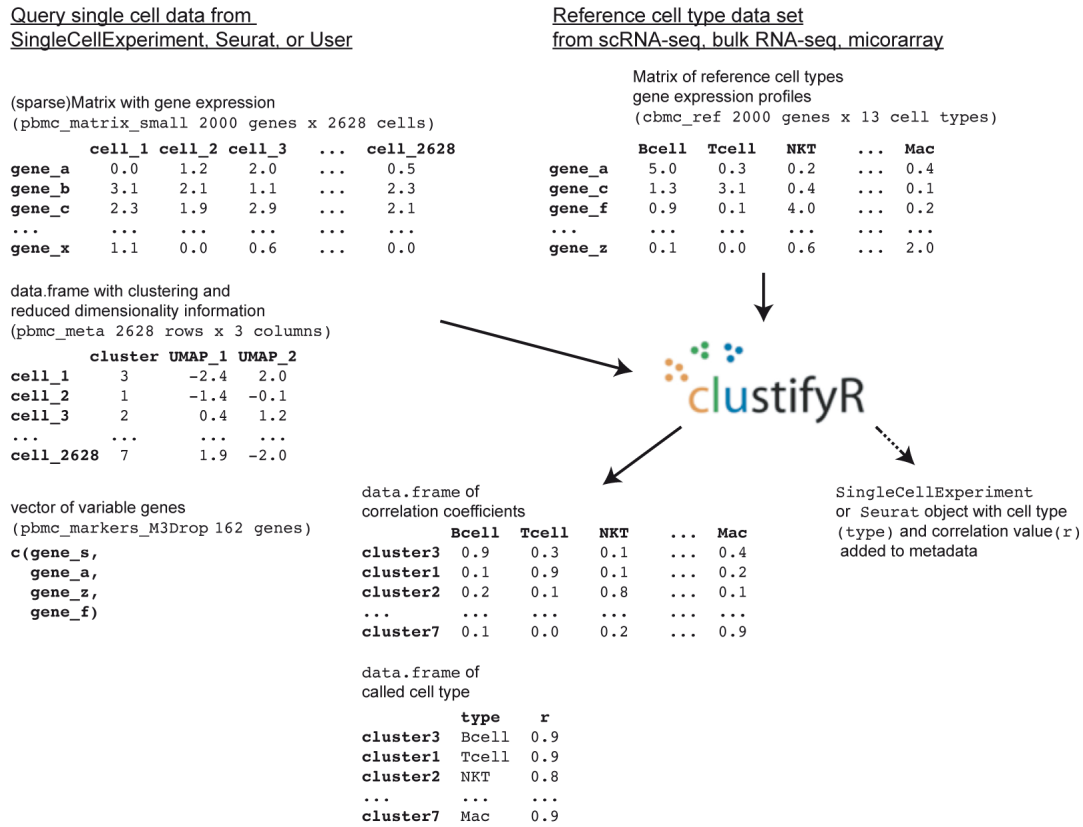 Query single cell data from
SingleCellExperiment, Seurat, or User
(sparse)Matrix with gene expression
(pbmc_matrix_small 2000 genes x 2628 cells)
cell_1 cell_2 cell_3 ... cell_2628
gene_a 0.0 1.2 2.0 ... 0.5
gene_b 3.1 2.1 1.1 ... 2.3
gene_c 2.3 1.9 2.9 ... 2.1
... ... ... ... ... ...
gene_x 1.1 0.0 0.6 ... 0.0
data.frame with clustering and
reduced dimensionality information
(pbmc_meta 2628 rows x 3 columns)
cluster UMAP_1 UMAP_2
cell_1 3 -2.4 2.0
cell_2 1 -1.4 -0.1
cell_3 2 0.4 1.2
... ... ... ...
cell_2628 7 1.9 -2.0
vector of variable genes
(pbmc_markers_M3Drop 162 genes)
c(gene_s,
gene_a,
gene_z,
gene_f)
Reference cell type data set
from scRNA-seq, bulk RNA-seq, micorarray
Matrix of reference cell types
gene expression profiles
(cbmc_ref 2000 genes x 13 cell types)
Bcell Tcell NKT ... Mac
gene_a 5.0 0.3 0.2 ... 0.4
gene_c 1.3 3.1 0.4 ... 0.1
gene_f 0.9 0.1 4.0 ... 0.2
... ... ... ... ... ...
gene_z 0.1 0.0 0.6 ... 2.0
clustifyR
data.frame of
correlation coefficients
Bcell Tcell NKT ... Mac
cluster3 0.9 0.3 0.1 ... 0.4
cluster1 0.1 0.9 0.1 ... 0.2
cluster2 0.2 0.1 0.8 ... 0.1
... ... ... ... ... ...
cluster7 0.1 0.0 0.2 ... 0.9
data.frame of
called cell type
type r
cluster3 Bcell 0.9
cluster1 Tcell 0.9
cluster2 NKT 0.8
... ... ...
cluster7 Mac 0.9
SingleCellExperiment
or Seurat object with cell type
(type) and correlation value(r)
added to metadata